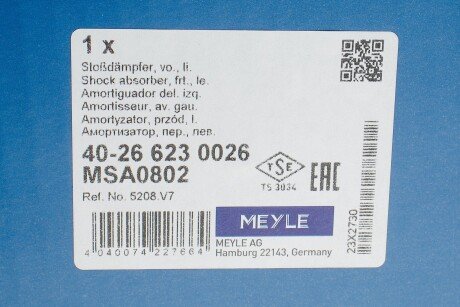 1 x
Stoßdämpfer, vo., li.
Shock absorber, frt., le.
Amortiguador del. izq.
Amortisseur, av. gau.
Amortyzator, przód, l.
Амортизатор, пер., лев.
40-26 623 0026
MSA0802
Ref. No. 5208.V7
TSE
TS 3034
EAC
MEYLE
MEYLE AG
Hamburg 22143, Germany
4 040074 227664
23X2730